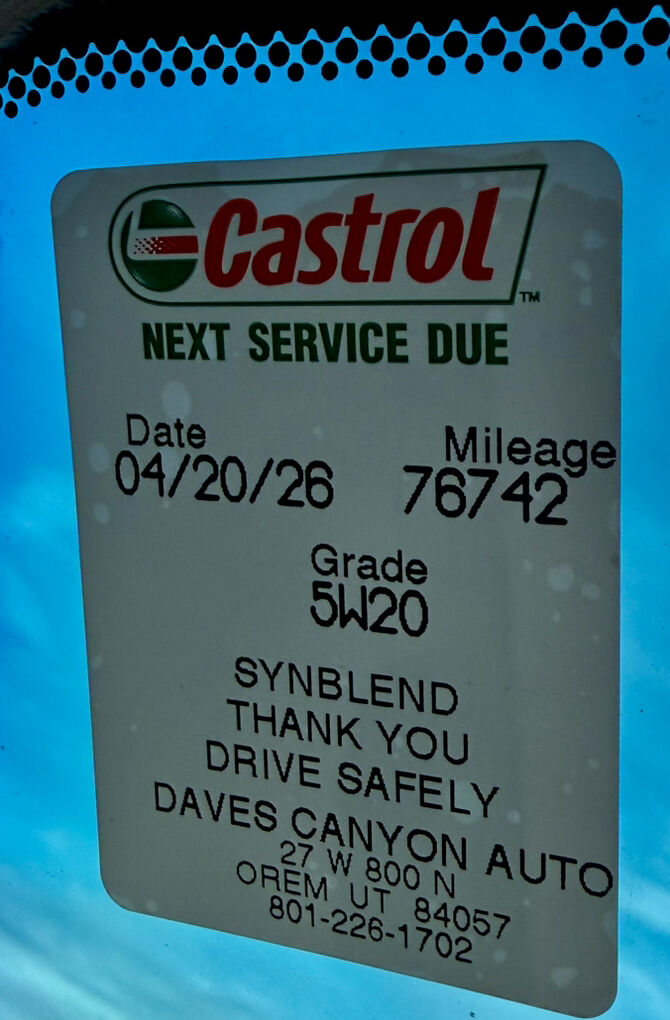 Castrol TM
NEXT SERVICE DUE
Date Mileage
04/20/26 76742
Grade
5W20
SYNBLEND
THANK YOU
DRIVE SAFELY
DAVES CANYON AUTO
27 W 800 N
OREM UT 84057
801-226-1702